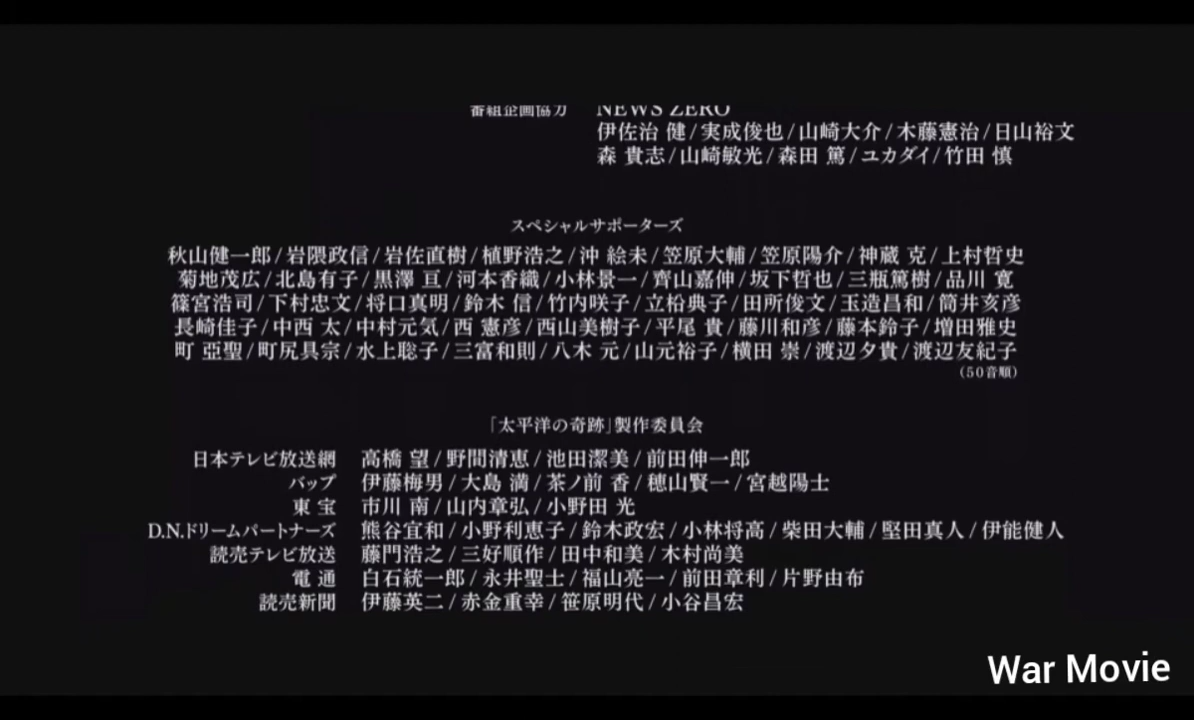 番組企画協力 NEWS ZERO
伊佐治 健/実成俊也/山崎大介/木藤憲治/日山裕文
森 貴志/山崎敏光/森田 篤/ユカダイ/竹田 慎
スペシャルサポーターズ
秋山健一郎/岩隈政信/岩佐直樹/植野浩之/沖 絵未/笠原大輔/笠原陽介/神蔵 克/上村哲史
菊地茂広/北島有子/黒澤 亘/河本香織/小林景一/齊山嘉伸/坂下哲也/三瓶篤樹/品川 寛
篠宮浩司/下村忠文/将口真明/鈴木 信/竹内咲子/立枌典子/田所俊文/玉造昌和/筒井亥彦
長崎佳子/中西 太/中村元気/西 憲彦/西山美樹子/平尾 貴/藤川和彦/藤本鈴子/増田雅史
町 亞聖/町尻具宗/水上聡子/三富和則/八木 元/山元裕子/横田 崇/渡辺夕貴/渡辺友紀子
(50音順)
「太平洋の奇跡」製作委員会
日本テレビ放送網 高橋 望/野間清恵/池田潔美/前田伸一郎
バップ 伊藤梅男/大島 満/茶ノ前 香/穂山賢一/宮越陽士
東 宝 市川 南/山内章弘/小野田 光
D.N.ドリームパートナーズ 熊谷宜和/小野利恵子/鈴木政宏/小林将高/柴田大輔/堅田真人/伊能健人
読売テレビ放送 藤門浩之/三好順作/田中和美/木村尚美
電 通 白石統一郎/永井聖士/福山亮一/前田章利/片野由布
読売新聞 伊藤英二/赤金重幸/笹原明代/小谷昌宏
War Movie